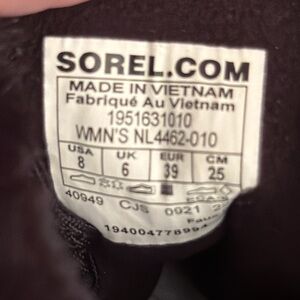 SOREL.COM
MADE IN VIETNAM
Fabriqué Au Vietnam
1951631010
WMN'S NL4462-010
USA UK EUR CM
8 6 39 25
40949 CJS 0921